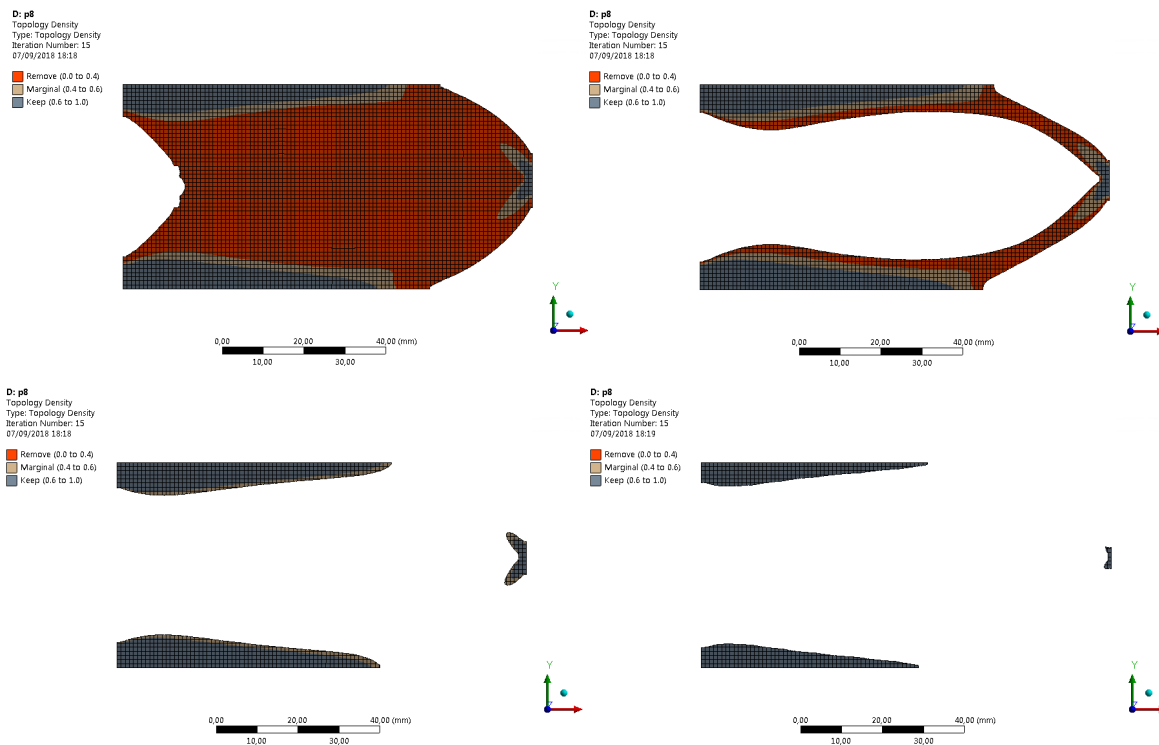 D: p8
Topology Density
Type: Topology Density
Iteration Number: 15
07/09/2018 18:18
Remove (0.0 to 0.4)
Marginal (0.4 to 0.6)
Keep (0.6 to 1.0)
Y
0,00 20,00 40,00 (mm)
10,00 30,00
D: p8
Topology Density
Type: Topology Density
Iteration Number: 15
07/09/2018 18:18
Remove (0.0 to 0.4)
Marginal (0.4 to 0.6)
Keep (0.6 to 1.0)
Y
0,00 20,00 40,00 (mm)
10,00 30,00
D: p8
Topology Density
Type: Topology Density
Iteration Number: 15
07/09/2018 18:18
Remove (0.0 to 0.4)
Marginal (0.4 to 0.6)
Keep (0.6 to 1.0)
Y
0,00 20,00 40,00 (mm)
10,00 30,00
D: p8
Topology Density
Type: Topology Density
Iteration Number: 15
07/09/2018 18:19
Remove (0.0 to 0.4)
Marginal (0.4 to 0.6)
Keep (0.6 to 1.0)
Y
0,00 20,00 40,00 (mm)
10,00 30,00